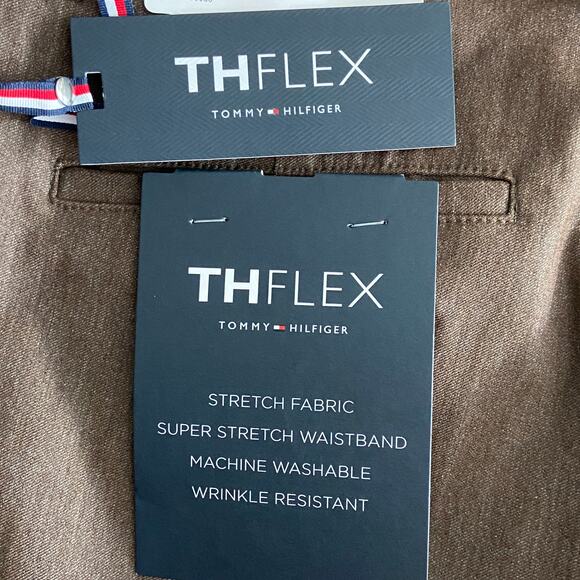 THFLEX
TOMMY HILFIGER
THFLEX
TOMMY HILFIGER
STRETCH FABRIC
SUPER STRETCH WAISTBAND
MACHINE WASHABLE
WRINKLE RESISTANT